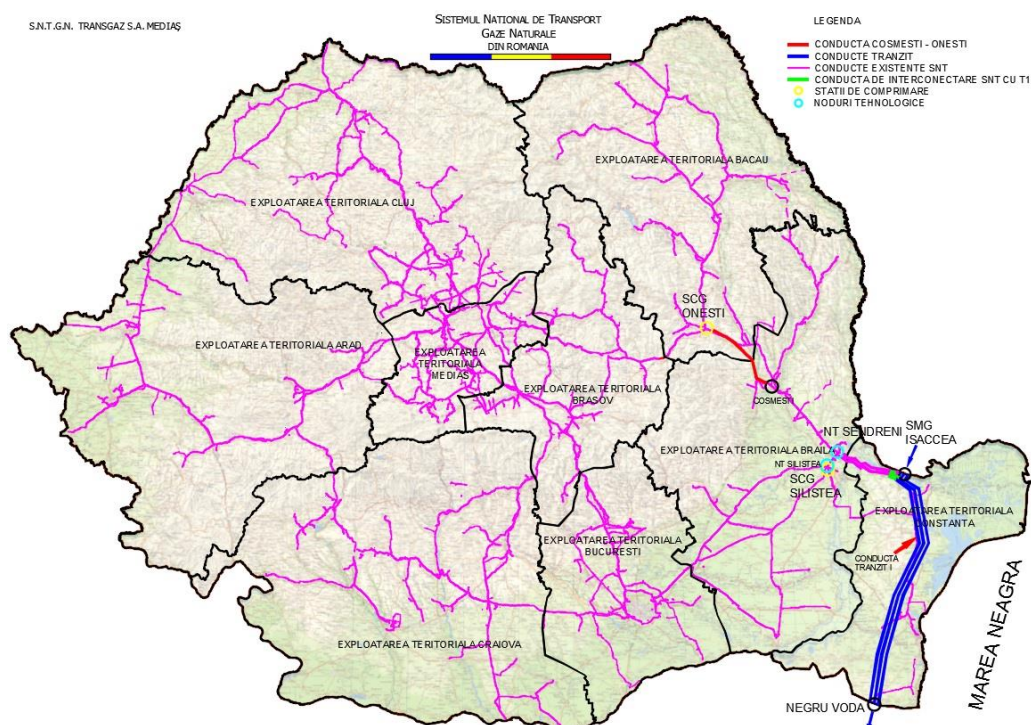 S.N.T.G.N. TRANSGAZ S.A. MEDIAȘ
SISTEMUL NATIONAL DE TRANSPORT
GAZE NATURALE
DIN ROMANIA
LEGENDA
CONDUCTA COSMESTI - ONESTI
CONDUCTE TRANZIT
CONDUCTE EXISTENTE SNT
CONDUCTA DE INTERCONECTARE SNT CU T1
STATII DE COMPRIMARE
NODURI TEHNOLOGICE
EXPLOATAREA TERITORIALA BACAU
EXPLOATAREA TERITORIALA CLUJ
SCG
ONESTI
EXPLOATAREA TERITORIALA ARAD
EXPLOATAREA
TERITORIALA
MEDIAS
EXPLOATAREA TERITORIALA
BRASOV
COSMESTI
NT SENDRENI
SMG
ISACCEA
EXPLOATAREA TERITORIALA BRAILA
NT SILISTEA
SCG
SILISTEA
EXPLOATAREA TERITORIALA
CONSTANTA
EXPLOATAREA TERITORIALA
BUCURESTI
CONDUCTA
TRANZIT I
EXPLOATAREA TERITORIALA CRAIOVA
MAREA NEAGRA
NEGRU VODA